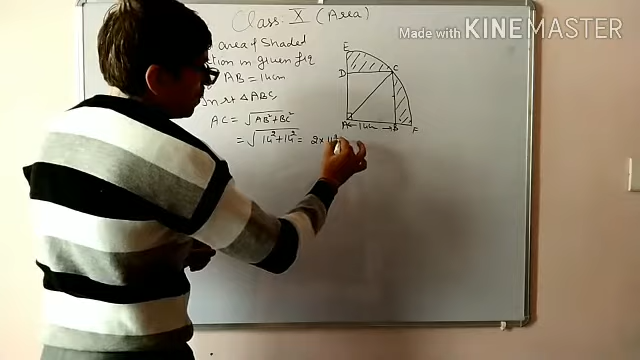 Made with KINEMASTER
Class: X (Area)
area of Shaded
in given fig
AB = 14cm
In rt △ ABC,
AC = √AB²+BC²
= √14²+14² = 2×14
E
D
C
A
14cm
B
F